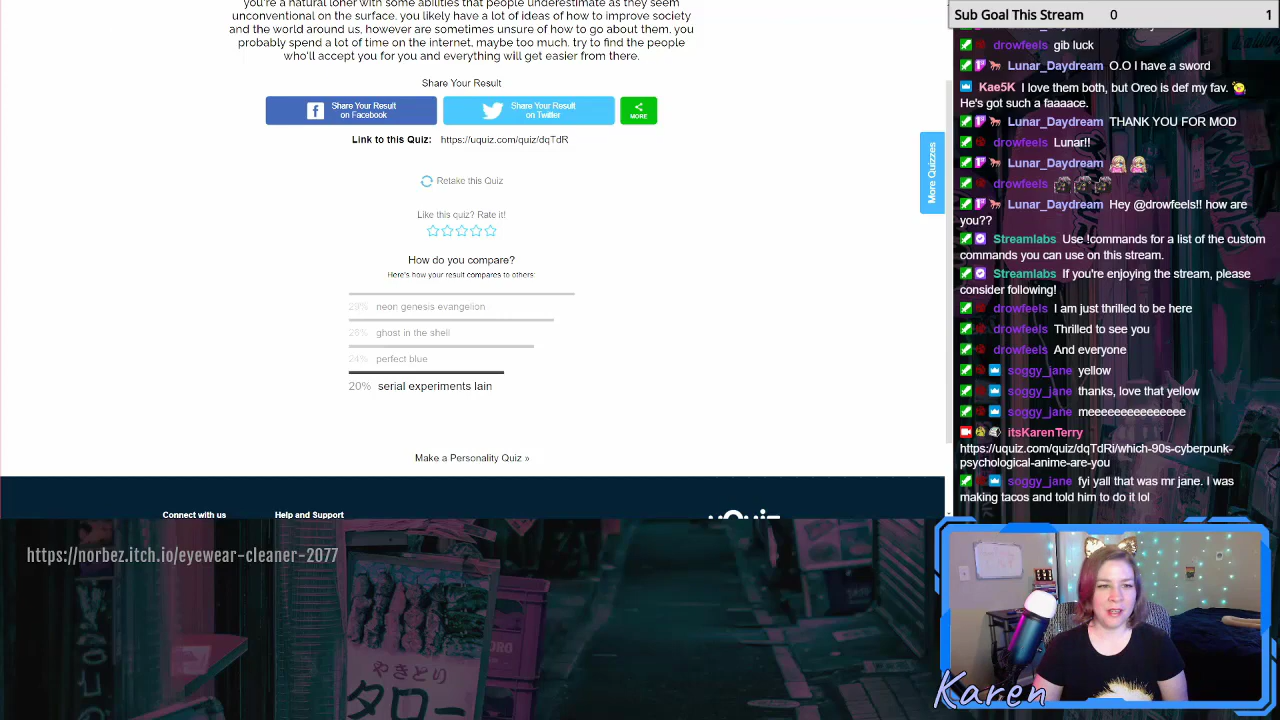 you're a natural loner with some abilities that people underestimate as they seem
unconventional on the surface. you likely have a lot of ideas of how to improve society
and the world around us, however are sometimes unsure of how to go about them. you
probably spend a lot of time on the internet, maybe too much. try to find the people
who'll accept you for you and everything will get easier from there.
Share Your Result
Share Your Result
on Facebook
Share Your Result
on Twitter
MORE
Link to this Quiz: https://uquiz.com/quiz/dqTdR
Retake this Quiz
Like this quiz? Rate it!
How do you compare?
Here's how your result compares to others:
29% neon genesis evangelion
26% ghost in the shell
24% perfect blue
20% serial experiments lain
Make a Personality Quiz »
Connect with us
Help and Support
uQuiz
More Quizzes
https://norbez.itch.io/eyewear-cleaner-2077
やきとり
タワー
Sub Goal This Stream 0 1
drowfeels gib luck
Lunar_Daydream O.O I have a sword
Kae5K I love them both, but Oreo is def my fav.
He's got such a faaaace.
Lunar_Daydream THANK YOU FOR MOD
drowfeels Lunar!!
Lunar_Daydream
drowfeels
Lunar_Daydream Hey @drowfeels!! how are
you??
Streamlabs Use !commands for a list of the custom
commands you can use on this stream.
Streamlabs If you're enjoying the stream, please
consider following!
drowfeels I am just thrilled to be here
drowfeels Thrilled to see you
drowfeels And everyone
soggy_jane yellow
soggy_jane thanks, love that yellow
soggy_jane meeeeeeeeeeeeeee
itsKarenTerry
https://uquiz.com/quiz/dqTdRi/which-90s-cyberpunk-
psychological-anime-are-you
soggy_jane fyi yall that was mr jane. I was
making tacos and told him to do it lol
Karen